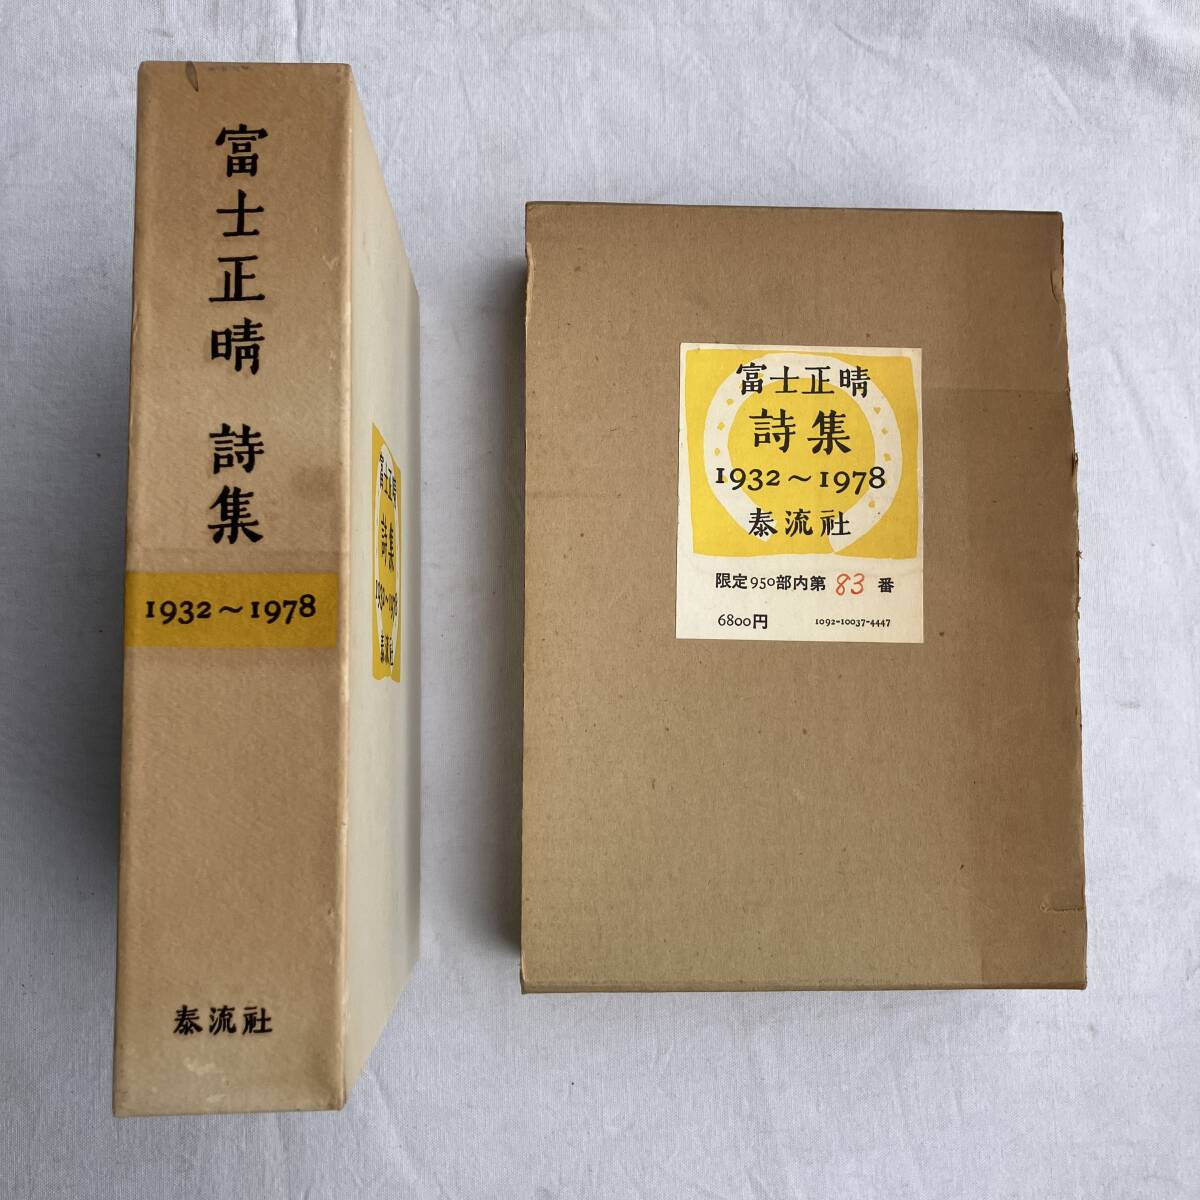 富士正晴 詩集
1932～1978
泰流社
富士正晴
詩集
1932～1978
泰流社
富士正晴
詩集
1932～1978
泰流社
限定950部内第 83 番
6800円 1092-10037-4447